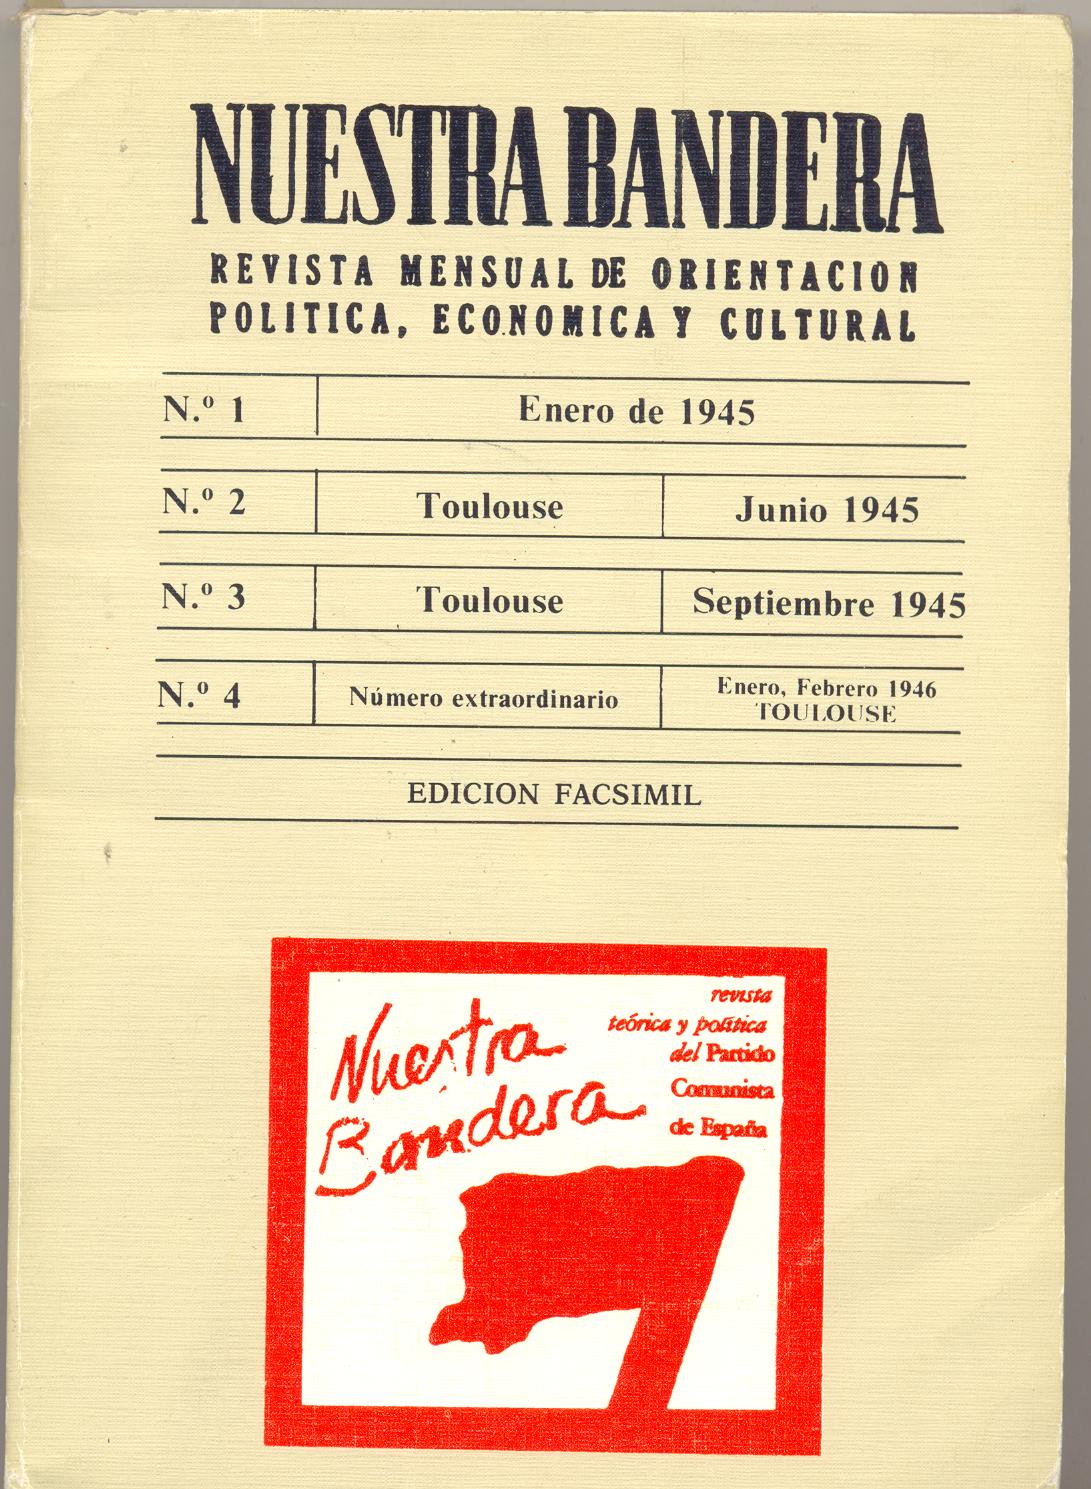 NUESTRA BANDERA
REVISTA MENSUAL DE ORIENTACION
POLITICA, ECONOMICA Y CULTURAL
N.º 1 Enero de 1945
N.º 2 Toulouse Junio 1945
N.º 3 Toulouse Septiembre 1945
N.º 4 Número extraordinario Enero, Febrero 1946
TOULOUSE
EDICION FACSIMIL
Nuestra
Bandera
revista
teórica y política
del Partido
Comunista
de España